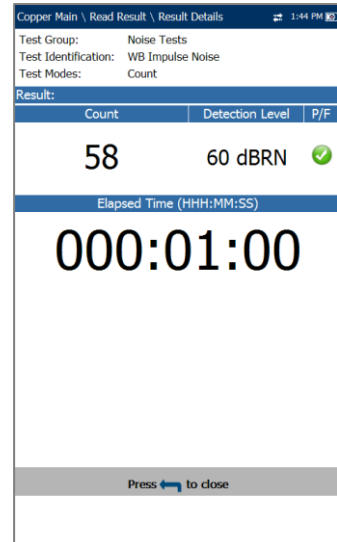 Copper Main \ Read Result \ Result Details 1:44 PM
Test Group: Noise Tests
Test Identification: WB Impulse Noise
Test Modes: Count
Result:
Count Detection Level P/F
58 60 dBRN
Elapsed Time (HHH:MM:SS)
000:01:00
Press to close